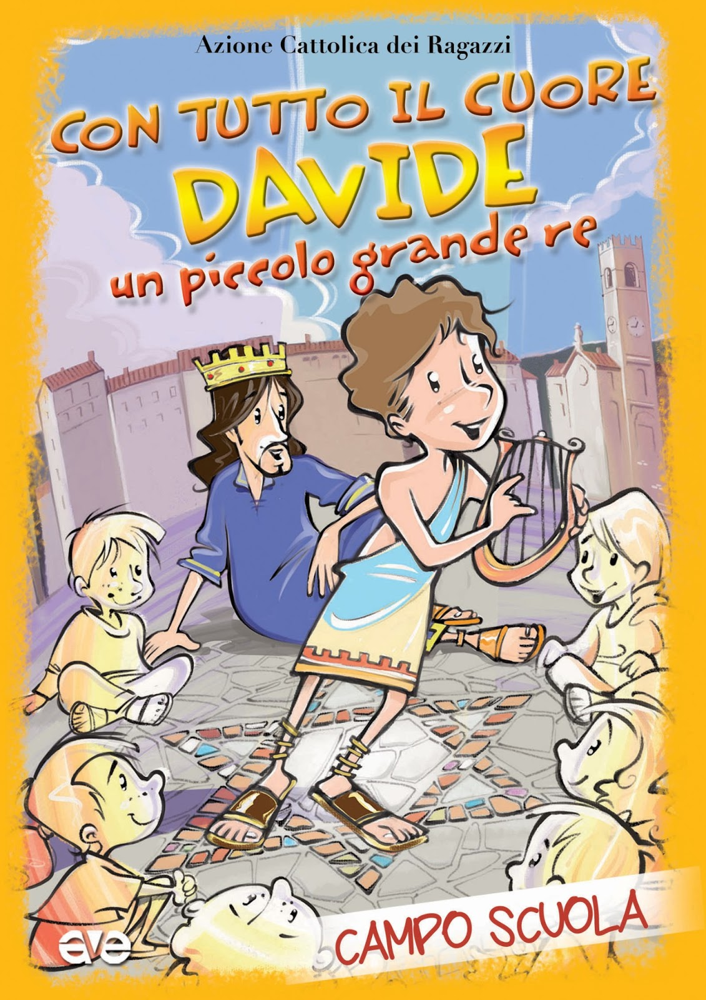 Azione Cattolica dei Ragazzi
CON TUTTO IL CUORE
DAVIDE
un piccolo grande re
CAMPO SCUOLA
ave